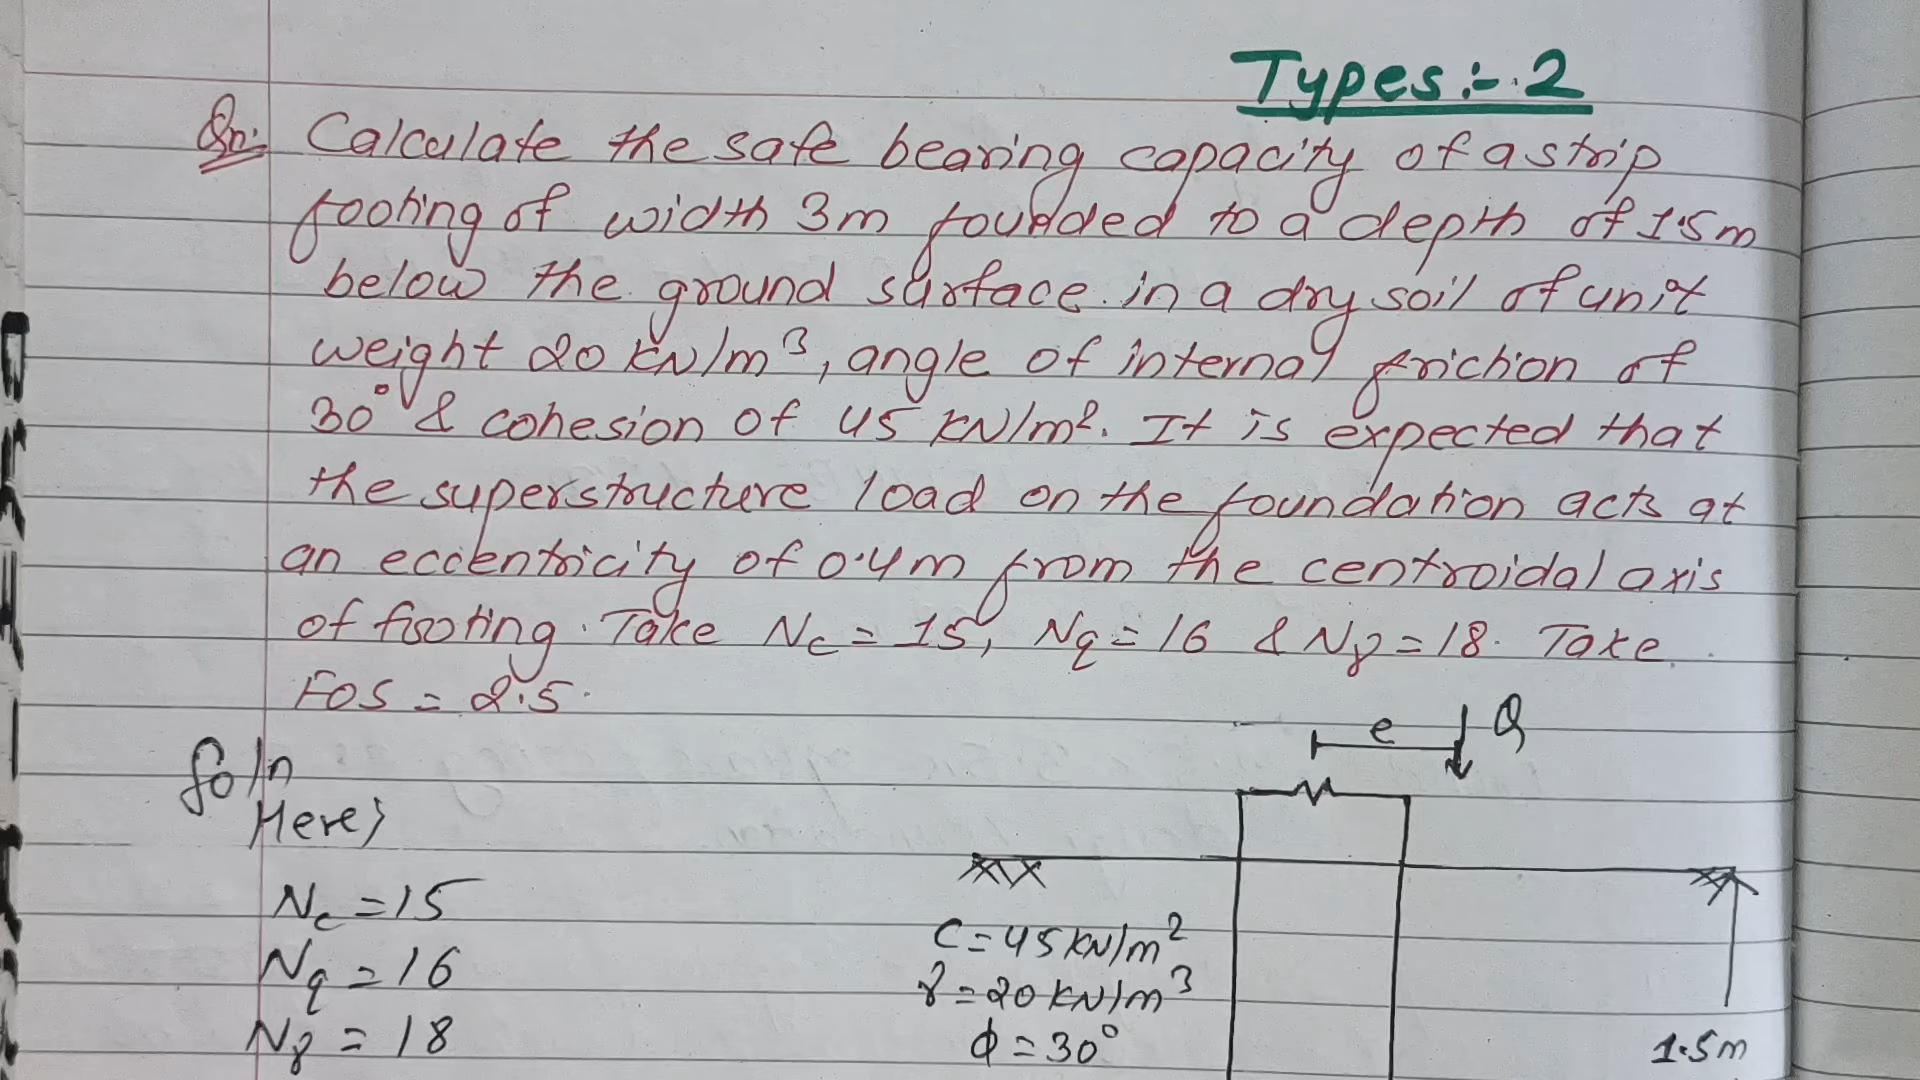 Types:- 2
Qn: Calculate the safe bearing capacity of a strip
footing of width 3m founded to a depth of 1.5m
below the ground surface in a dry soil of unit
weight 20 KN/m³, angle of internal friction of
30° & cohesion of 45 KN/m². It is expected that
the superstructure load on the foundation acts at
an eccentricity of 0.4m from the centroidal axis
of footing. Take Nc = 15, Nq = 16 & Nγ = 18. Take
FOS = 2.5.
e Q
Soln
Here,
Nc = 15
Nq = 16
Nγ = 18
C = 45 KN/m²
γ = 20 KN/m³
φ = 30°
1.5m